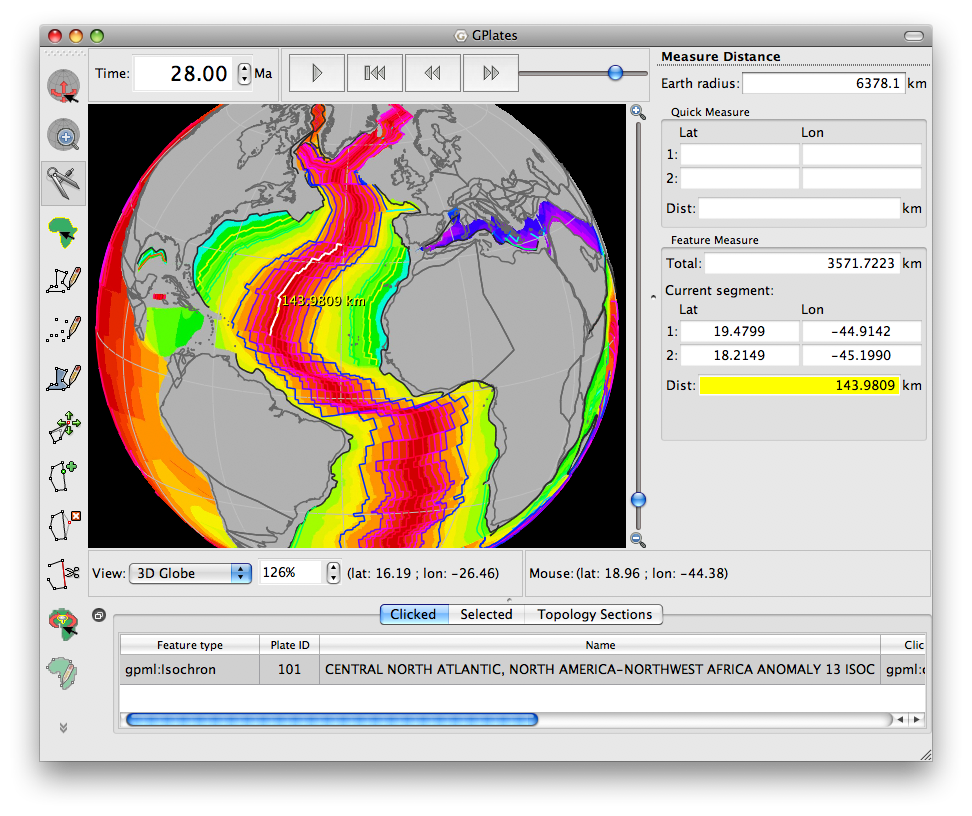 GPlates
Time: 28.00 Ma
Measure Distance
Earth radius: 6378.1 km
Quick Measure
Lat Lon
1:
2:
Dist: km
Feature Measure
Total: 3571.7223 km
Current segment:
Lat Lon
1: 19.4799 −44.9142
2: 18.2149 −45.1990
Dist: 143.9809 km
143.9809 km
View: 3D Globe 126% (lat: 16.19 ; lon: -26.46) Mouse: (lat: 18.96 ; lon: -44.38)
Clicked Selected Topology Sections
Feature type Plate ID Name Clic
gpml:Isochron 101 CENTRAL NORTH ATLANTIC, NORTH AMERICA-NORTHWEST AFRICA ANOMALY 13 ISOC gpml:c